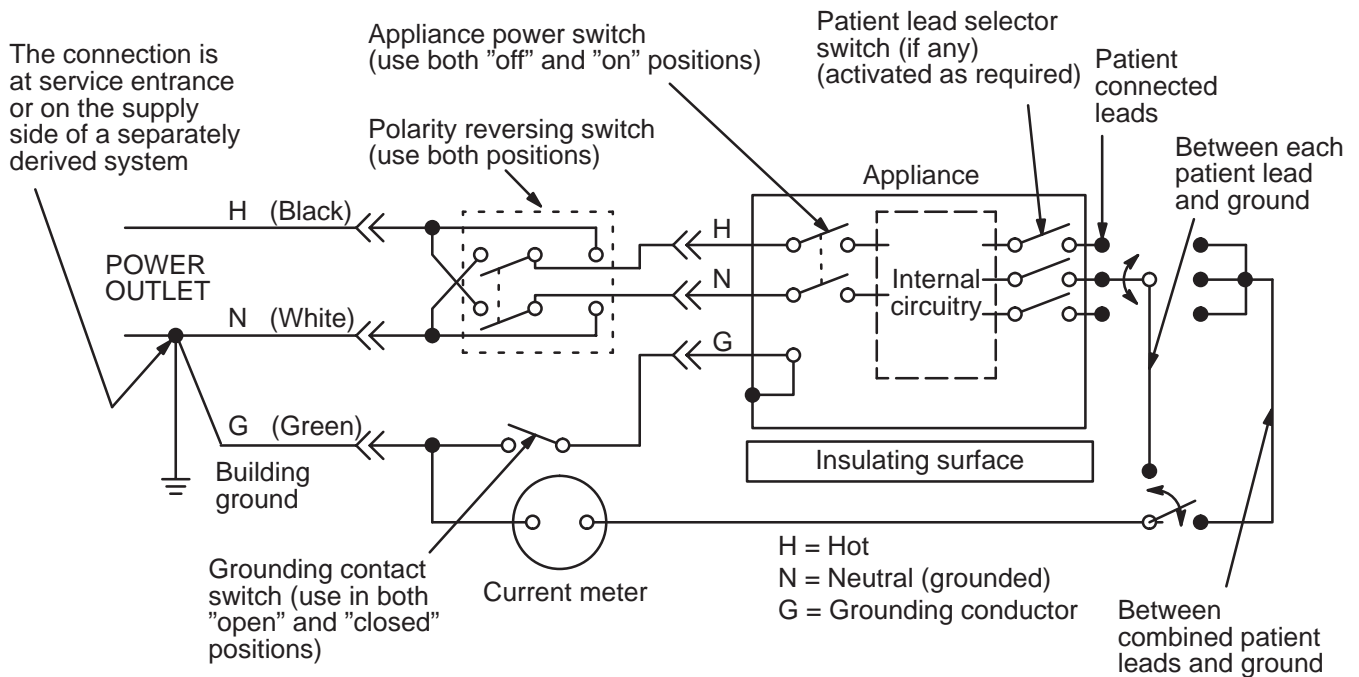 The connection is
at service entrance
or on the supply
side of a separately
derived system
Appliance power switch
(use both ”off” and ”on” positions)
Patient lead selector
switch (if any)
(activated as required)
Patient
connected
leads
Polarity reversing switch
(use both positions)
Between each
patient lead
and ground
Appliance
H (Black)
H
POWER
OUTLET
N
Internal
circuitry
N (White)
G
G (Green)
Building
ground
Insulating surface
Grounding contact
switch (use in both
”open” and ”closed”
positions)
Current meter
H = Hot
N = Neutral (grounded)
G = Grounding conductor
Between
combined patient
leads and ground